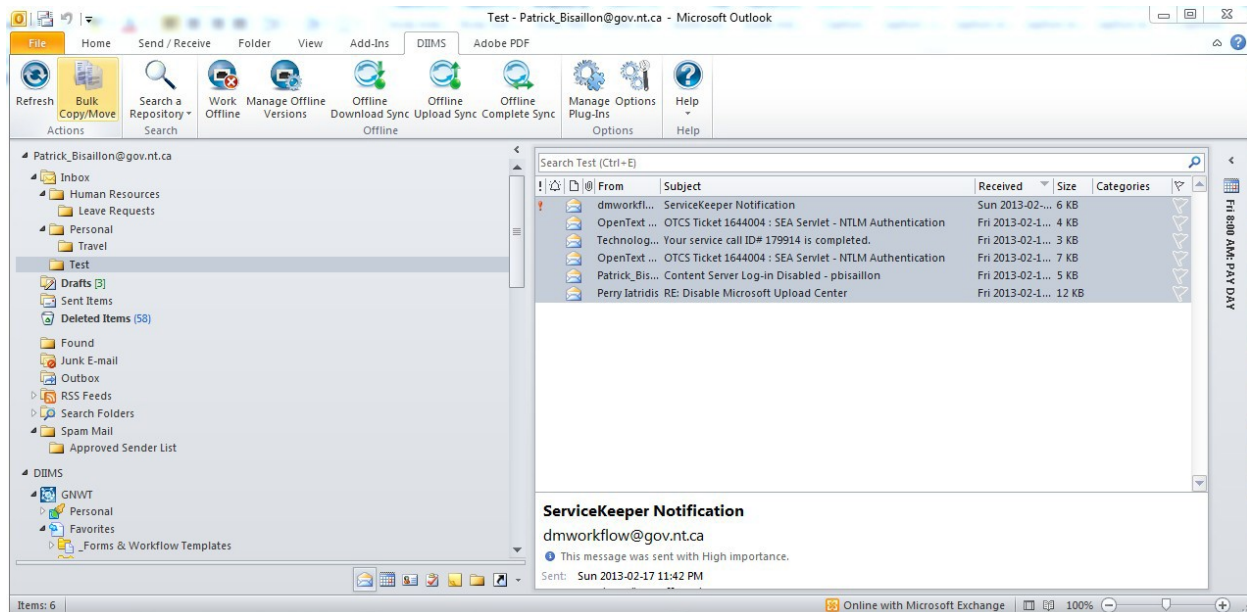 Test - Patrick_Bisaillon@gov.nt.ca - Microsoft Outlook
File Home Send / Receive Folder View Add-Ins DIIMS Adobe PDF
Refresh Bulk Copy/Move Search a Repository Work Offline Manage Offline Versions Offline Download Sync Offline Upload Sync Offline Complete Sync Manage Plug-Ins Options Help
Actions Search Offline Options Help
Patrick_Bisaillon@gov.nt.ca
Inbox
Human Resources
Leave Requests
Personal
Travel
Test
Drafts [3]
Sent Items
Deleted Items (58)
Found
Junk E-mail
Outbox
RSS Feeds
Search Folders
Spam Mail
Approved Sender List
DIIMS
GNWT
Personal
Favorites
_Forms & Workflow Templates
Search Test (Ctrl+E)
From Subject Received Size Categories
dmworkfl... ServiceKeeper Notification Sun 2013-02-... 6 KB
OpenText ... OTCS Ticket 1644004 : SEA Servlet - NTLM Authentication Fri 2013-02-1... 4 KB
Technolog... Your service call ID# 179914 is completed. Fri 2013-02-1... 3 KB
OpenText ... OTCS Ticket 1644004 : SEA Servlet - NTLM Authentication Fri 2013-02-1... 7 KB
Patrick_Bis... Content Server Log-in Disabled - pbisaillon Fri 2013-02-1... 5 KB
Perry Iatridis RE: Disable Microsoft Upload Center Fri 2013-02-1... 12 KB
ServiceKeeper Notification
dmworkflow@gov.nt.ca
This message was sent with High importance.
Sent: Sun 2013-02-17 11:42 PM
Fri 8:00 AM: PAY DAY
Items: 6 Online with Microsoft Exchange 100%